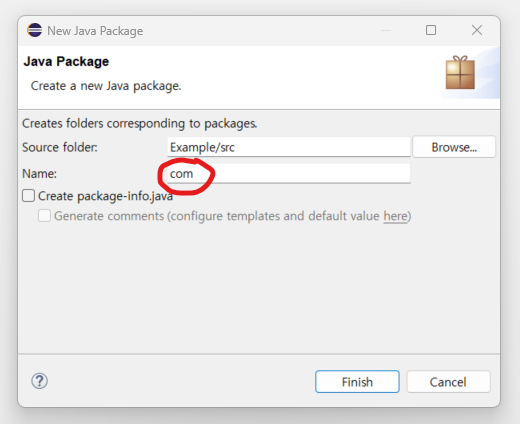 New Java Package
Java Package
Create a new Java package.
Creates folders corresponding to packages.
Source folder: Example/src Browse...
Name: com
Create package-info.java
Generate comments (configure templates and default value here)
? Finish Cancel